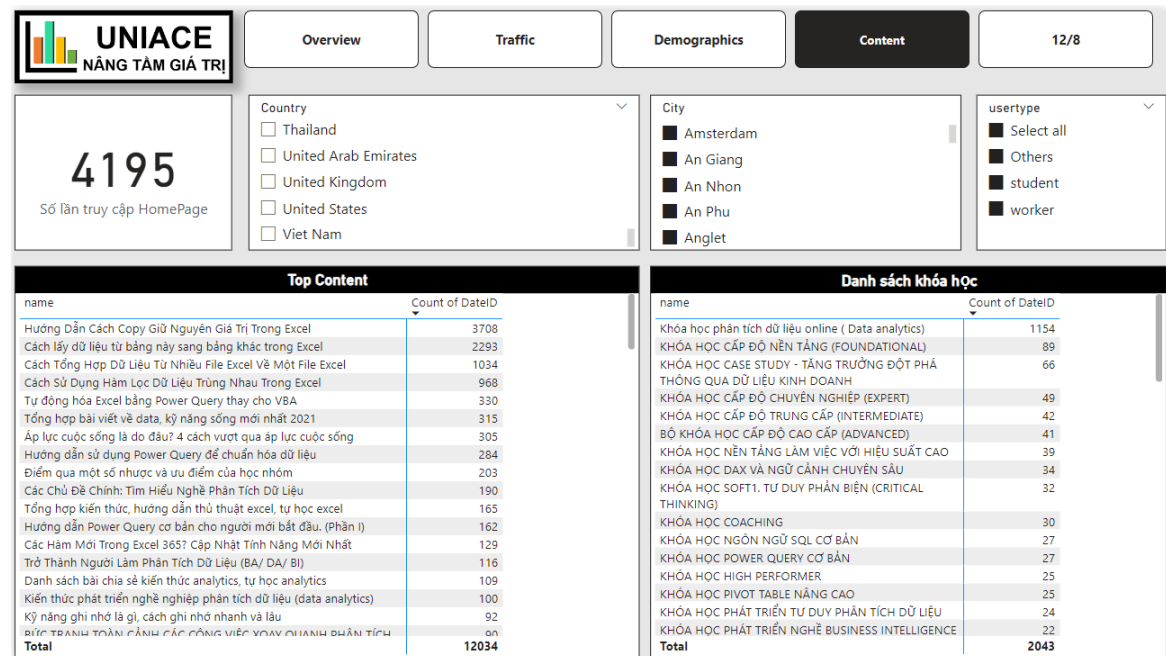 UNIACE
NÂNG TẦM GIÁ TRỊ
Overview
Traffic
Demographics
Content
12/8
4195
Số lần truy cập HomePage
Country
Thailand
United Arab Emirates
United Kingdom
United States
Viet Nam
City
Amsterdam
An Giang
An Nhon
An Phu
Anglet
usertype
Select all
Others
student
worker
Top Content
name Count of DateID
Hướng Dẫn Cách Copy Giữ Nguyên Giá Trị Trong Excel 3708
Cách lấy dữ liệu từ bảng này sang bảng khác trong Excel 2293
Cách Tổng Hợp Dữ Liệu Từ Nhiều File Excel Về Một File Excel 1034
Cách Sử Dụng Hàm Lọc Dữ Liệu Trùng Nhau Trong Excel 968
Tự động hóa Excel bằng Power Query thay cho VBA 330
Tổng hợp bài viết về data, kỹ năng sống mới nhất 2021 315
Áp lực cuộc sống là do đâu? 4 cách vượt qua áp lực cuộc sống 305
Hướng dẫn sử dụng Power Query để chuẩn hóa dữ liệu 284
Điểm qua một số nhược và ưu điểm của học nhóm 203
Các Chủ Đề Chính: Tìm Hiểu Nghề Phân Tích Dữ Liệu 190
Tổng hợp kiến thức, hướng dẫn thủ thuật excel, tự học excel 165
Hướng dẫn Power Query cơ bản cho người mới bắt đầu. (Phần I) 162
Các Hàm Mới Trong Excel 365? Cập Nhật Tính Năng Mới Nhất 129
Trở Thành Người Làm Phân Tích Dữ Liệu (BA/ DA/ BI) 116
Danh sách bài chia sẻ kiến thức analytics, tự học analytics 109
Kiến thức phát triển nghề nghiệp phân tích dữ liệu (data analytics) 100
Kỹ năng ghi nhớ là gì, cách ghi nhớ nhanh và lâu 92
BỨC TRANH TOÀN CẢNH CÁC CÔNG VIỆC XOAY QUANH PHÂN TÍCH 90
Total 12034
Danh sách khóa học
name Count of DateID
Khóa học phân tích dữ liệu online ( Data analytics) 1154
KHÓA HỌC CẤP ĐỘ NỀN TẢNG (FOUNDATIONAL) 89
KHÓA HỌC CASE STUDY - TĂNG TRƯỞNG ĐỘT PHÁ 66
THÔNG QUA DỮ LIỆU KINH DOANH
KHÓA HỌC CẤP ĐỘ CHUYÊN NGHIỆP (EXPERT) 49
KHÓA HỌC CẤP ĐỘ TRUNG CẤP (INTERMEDIATE) 42
BỘ KHÓA HỌC CẤP ĐỘ CAO CẤP (ADVANCED) 41
KHÓA HỌC NỀN TẢNG LÀM VIỆC VỚI HIỆU SUẤT CAO 39
KHÓA HỌC DAX VÀ NGỮ CẢNH CHUYÊN SÂU 34
KHÓA HỌC SOFT1. TƯ DUY PHẢN BIỆN (CRITICAL 32
THINKING)
KHÓA HỌC COACHING 30
KHÓA HỌC NGÔN NGỮ SQL CƠ BẢN 27
KHÓA HỌC POWER QUERY CƠ BẢN 27
KHÓA HỌC HIGH PERFORMER 25
KHÓA HỌC PIVOT TABLE NÂNG CAO 25
KHÓA HỌC PHÁT TRIỂN TƯ DUY PHÂN TÍCH DỮ LIỆU 24
KHÓA HỌC PHÁT TRIỂN NGHỀ BUSINESS INTELLIGENCE 22
Total 2043